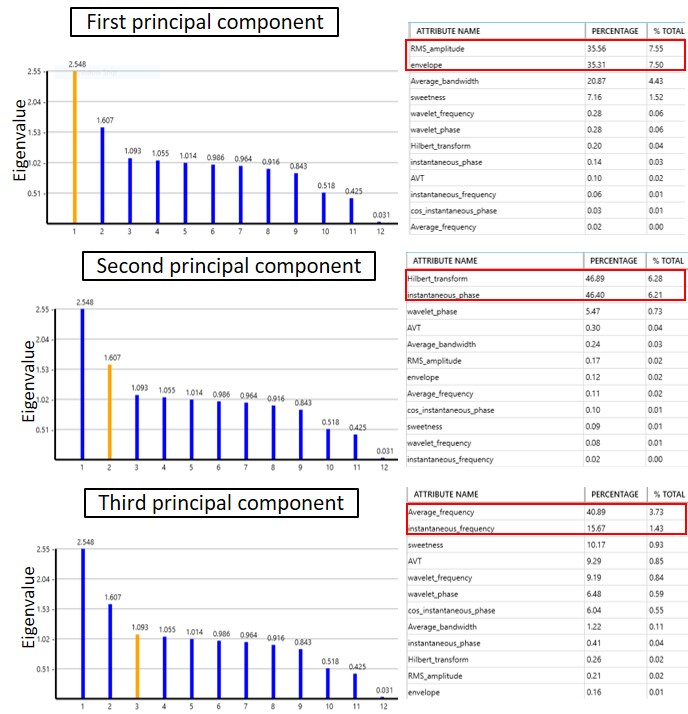 First principal component
Eigenvalue
2.55
2.04
1.53
1.02
0.51
2.548
1.607
1.093
1.055
1.014
0.986
0.964
0.916
0.843
0.518
0.425
0.031
1 2 3 4 5 6 7 8 9 10 11 12
ATTRIBUTE NAME PERCENTAGE % TOTAL
RMS_amplitude 35.56 7.55
envelope 35.31 7.50
Average_bandwidth 20.87 4.43
sweetness 7.16 1.52
wavelet_frequency 0.28 0.06
wavelet_phase 0.28 0.06
Hilbert_transform 0.20 0.04
instantaneous_phase 0.14 0.03
AVT 0.10 0.02
instantaneous_frequency 0.06 0.01
cos_instantaneous_phase 0.03 0.01
Average_frequency 0.02 0.00
Second principal component
Eigenvalue
2.55
2.04
1.53
1.02
0.51
2.548
1.607
1.093
1.055
1.014
0.986
0.964
0.916
0.843
0.518
0.425
0.031
1 2 3 4 5 6 7 8 9 10 11 12
ATTRIBUTE NAME PERCENTAGE % TOTAL
Hilbert_transform 46.89 6.28
instantaneous_phase 46.40 6.21
wavelet_phase 5.47 0.73
AVT 0.30 0.04
Average_bandwidth 0.24 0.03
RMS_amplitude 0.17 0.02
envelope 0.12 0.02
Average_frequency 0.11 0.02
cos_instantaneous_phase 0.10 0.01
sweetness 0.09 0.01
wavelet_frequency 0.08 0.01
instantaneous_frequency 0.02 0.00
Third principal component
Eigenvalue
2.55
2.04
1.53
1.02
0.51
2.548
1.607
1.093
1.055
1.014
0.986
0.964
0.916
0.843
0.518
0.425
0.031
1 2 3 4 5 6 7 8 9 10 11 12
ATTRIBUTE NAME PERCENTAGE % TOTAL
Average_frequency 40.89 3.73
instantaneous_frequency 15.67 1.43
sweetness 10.17 0.93
AVT 9.29 0.85
wavelet_frequency 9.19 0.84
wavelet_phase 6.48 0.59
cos_instantaneous_phase 6.04 0.55
Average_bandwidth 1.22 0.11
instantaneous_phase 0.41 0.04
Hilbert_transform 0.26 0.02
RMS_amplitude 0.21 0.02
envelope 0.16 0.01